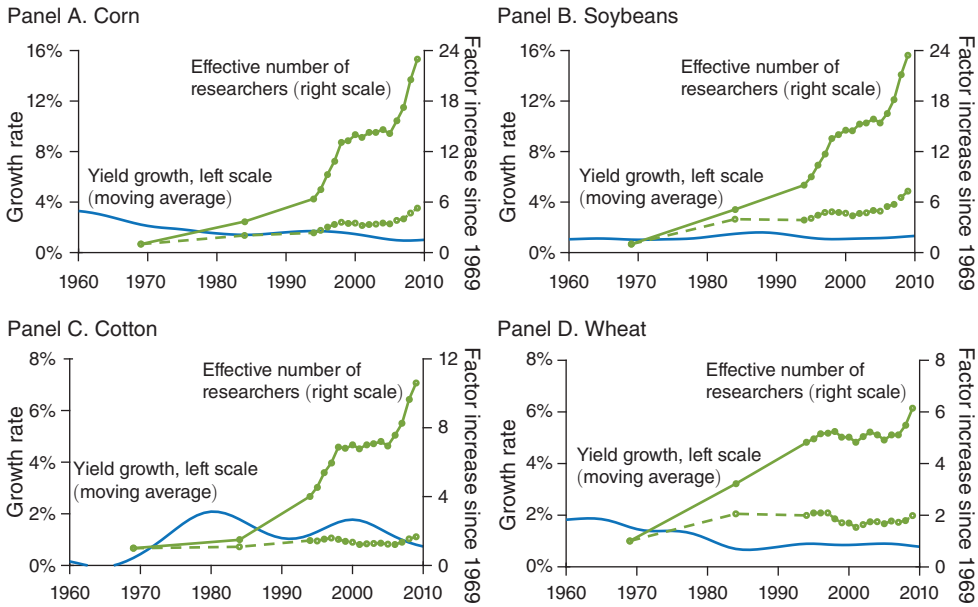 Panel A. Corn
16%
12%
8%
4%
0%
Growth rate
Effective number of
researchers (right scale)
Yield growth, left scale
(moving average)
24
18
12
6
0
Factor increase since 1969
1960
1970
1980
1990
2000
2010
Panel B. Soybeans
16%
12%
8%
4%
0%
Growth rate
Effective number of
researchers (right scale)
Yield growth, left scale
(moving average)
24
18
12
6
0
Factor increase since 1969
1960
1970
1980
1990
2000
2010
Panel C. Cotton
8%
6%
4%
2%
0%
Growth rate
Effective number of
researchers (right scale)
Yield growth, left scale
(moving average)
12
8
4
0
Factor increase since 1969
1960
1970
1980
1990
2000
2010
Panel D. Wheat
8%
6%
4%
2%
0%
Growth rate
Effective number of
researchers (right scale)
Yield growth, left scale
(moving average)
8
6
4
2
0
Factor increase since 1969
1960
1970
1980
1990
2000
2010